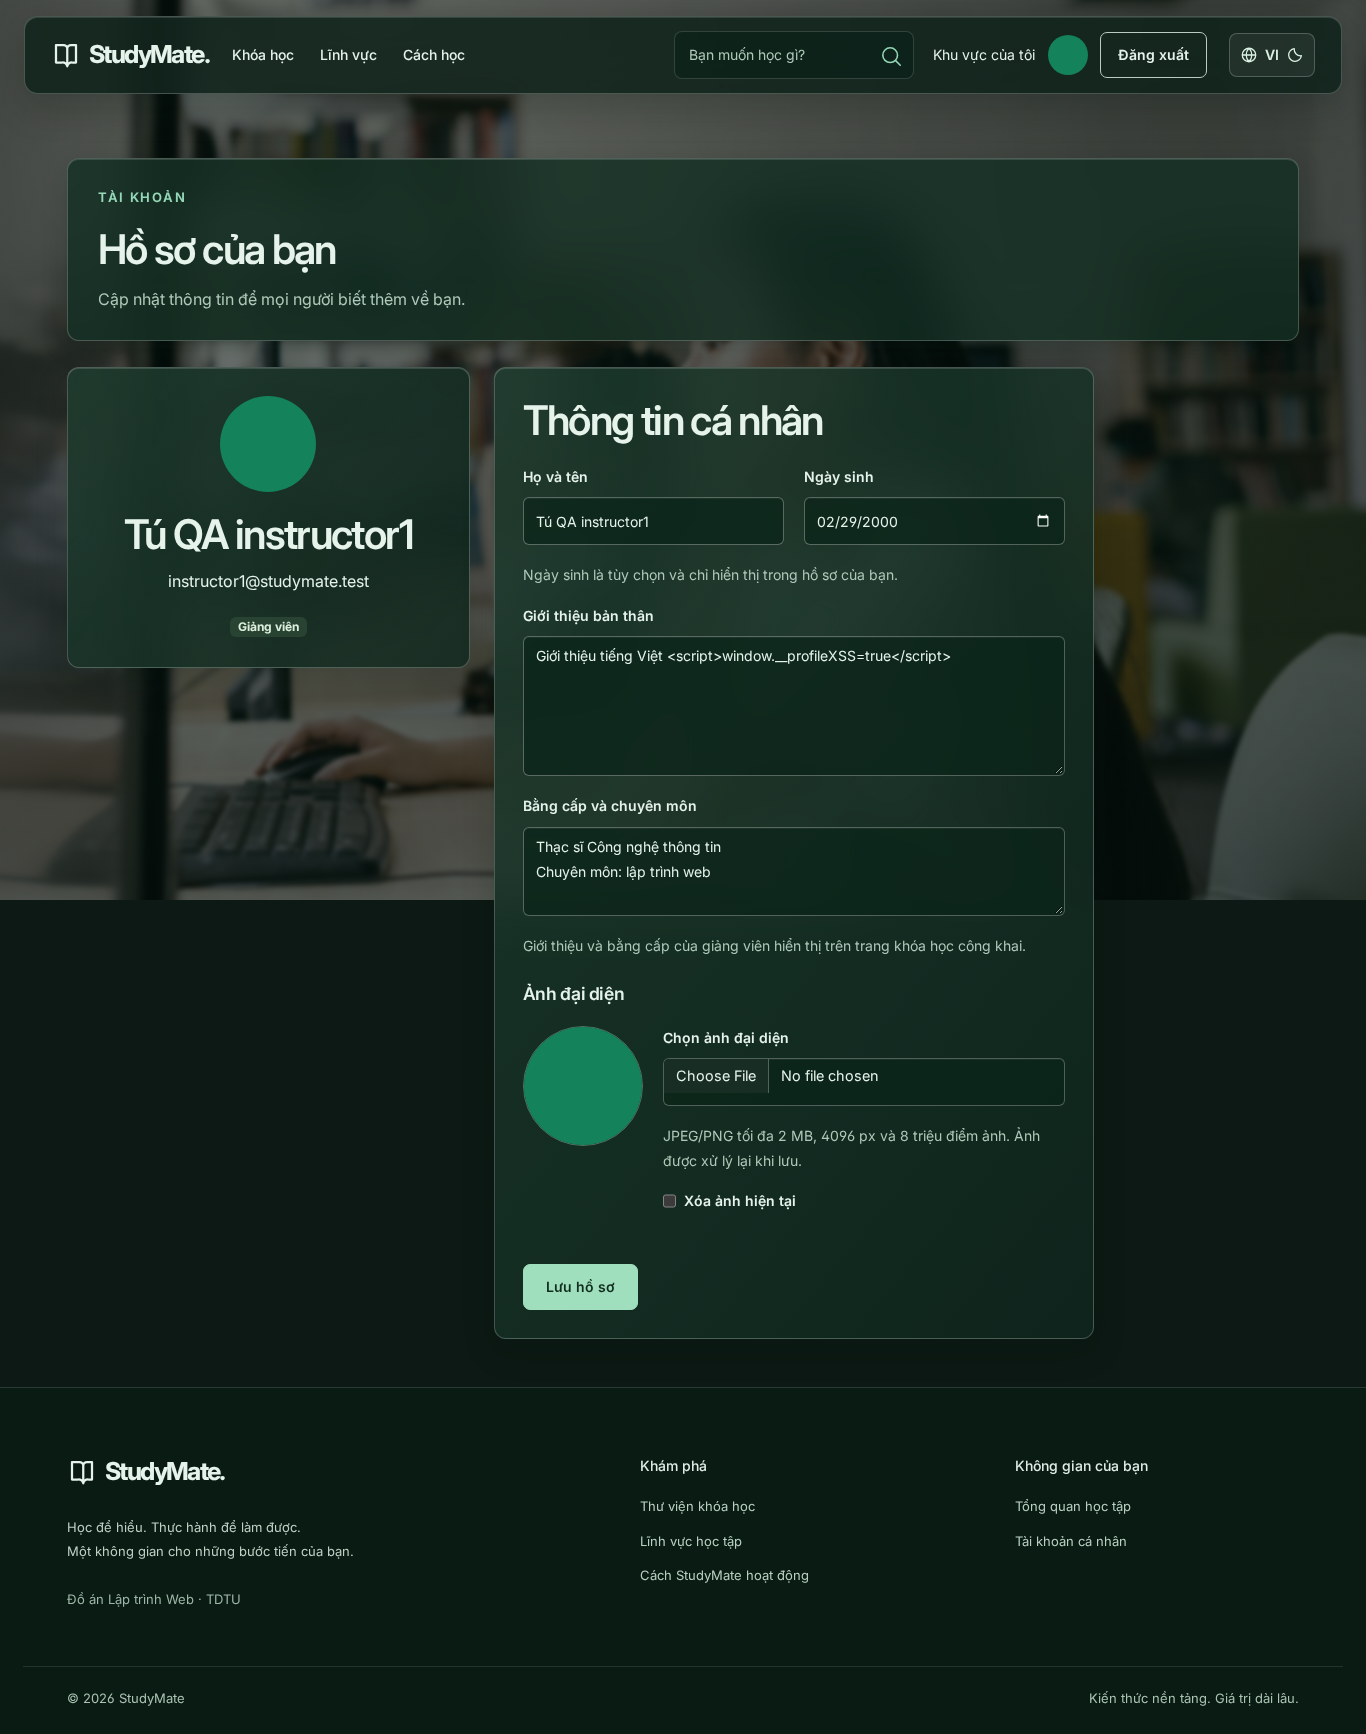 StudyMate.
Khóa học
Lĩnh vực
Cách học
Bạn muốn học gì?
Khu vực của tôi
Đăng xuất
VI
TÀI KHOẢN
Hồ sơ của bạn
Cập nhật thông tin để mọi người biết thêm về bạn.
Tú QA instructor1
instructor1@studymate.test
Giảng viên
Thông tin cá nhân
Họ và tên
Ngày sinh
Tú QA instructor1
02/29/2000
Ngày sinh là tùy chọn và chỉ hiển thị trong hồ sơ của bạn.
Giới thiệu bản thân
Giới thiệu tiếng Việt <script>window.__profileXSS=true</script>
Bằng cấp và chuyên môn
Thạc sĩ Công nghệ thông tin
Chuyên môn: lập trình web
Giới thiệu và bằng cấp của giảng viên hiển thị trên trang khóa học công khai.
Ảnh đại diện
Chọn ảnh đại diện
Choose File
No file chosen
JPEG/PNG tối đa 2 MB, 4096 px và 8 triệu điểm ảnh. Ảnh
được xử lý lại khi lưu.
Xóa ảnh hiện tại
Lưu hồ sơ
StudyMate.
Học để hiểu. Thực hành để làm được.
Một không gian cho những bước tiến của bạn.
Đồ án Lập trình Web · TDTU
Khám phá
Thư viện khóa học
Lĩnh vực học tập
Cách StudyMate hoạt động
Không gian của bạn
Tổng quan học tập
Tài khoản cá nhân
© 2026 StudyMate
Kiến thức nền tảng. Giá trị dài lâu.